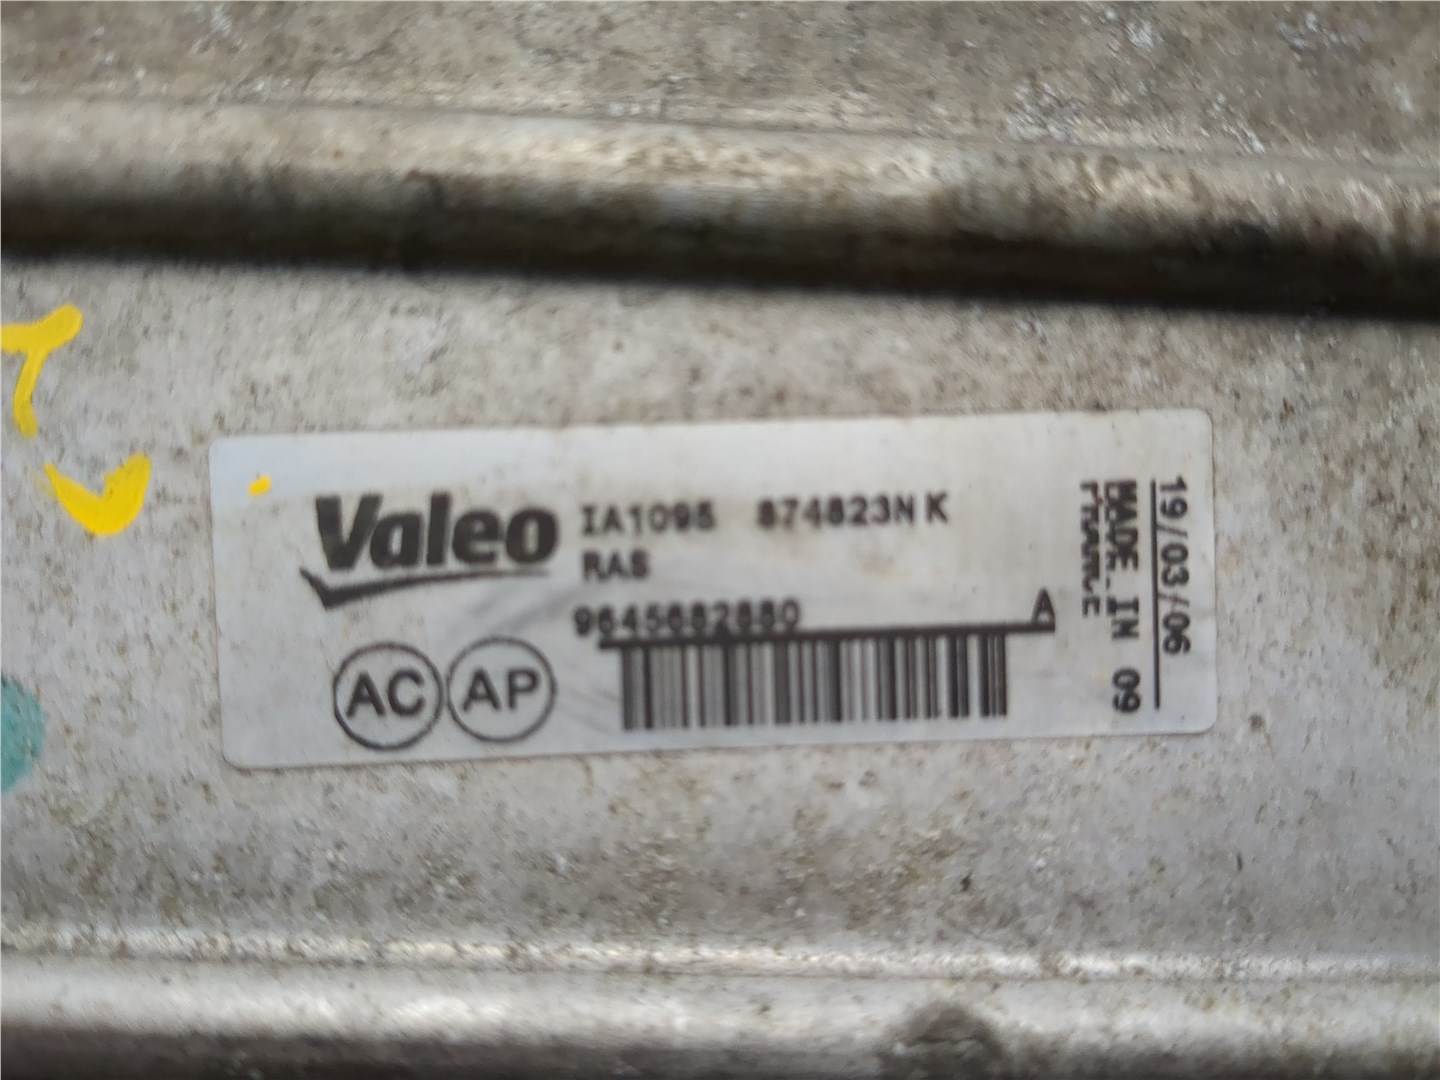 Valeo
IA1095 874823N K
RAS
9645682880
A
AC AP
19/03/06
MADE IN 09
FRANCE